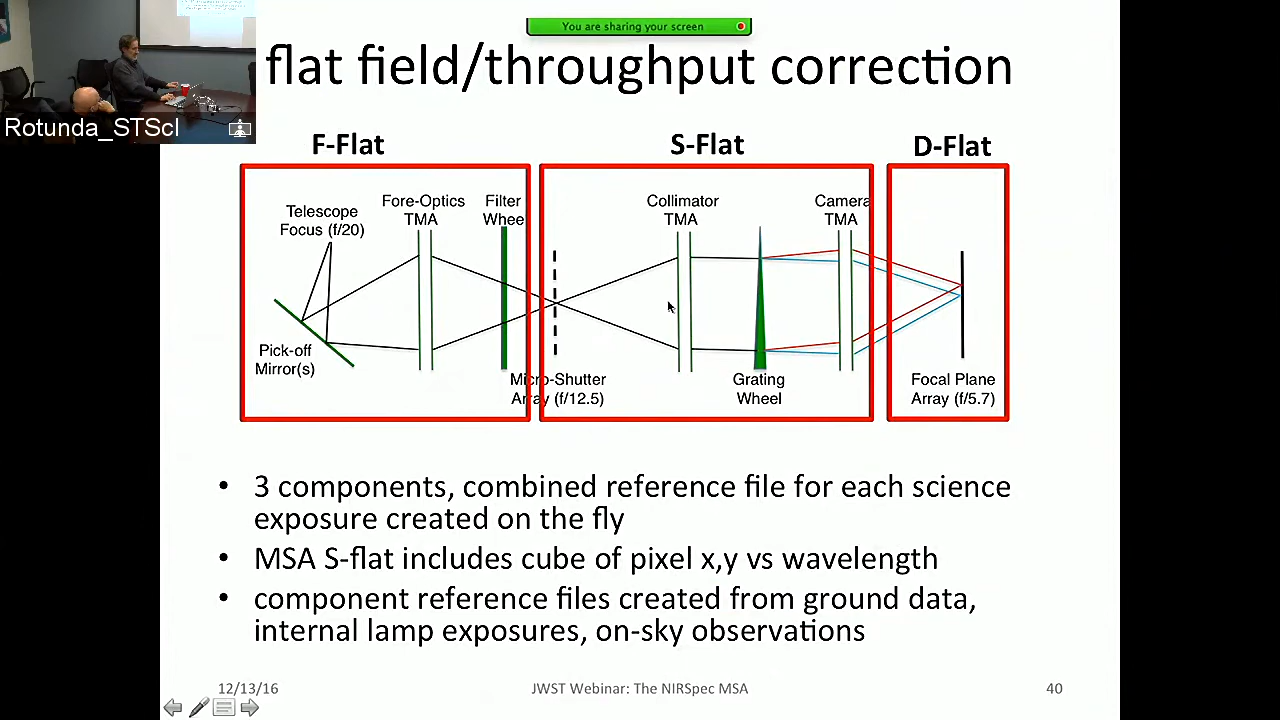 You are sharing your screen
flat field/throughput correction
Rotunda_STScI
F-Flat
S-Flat
D-Flat
Telescope
Focus (f/20)
Fore-Optics
TMA
Filter
Whee
Collimator
TMA
Camera
TMA
Pick-off
Mirror(s)
Micro-Shutter
Array (f/12.5)
Grating
Wheel
Focal Plane
Array (f/5.7)
• 3 components, combined reference file for each science
exposure created on the fly
• MSA S-flat includes cube of pixel x,y vs wavelength
• component reference files created from ground data,
internal lamp exposures, on-sky observations
12/13/16
JWST Webinar: The NIRSpec MSA
40